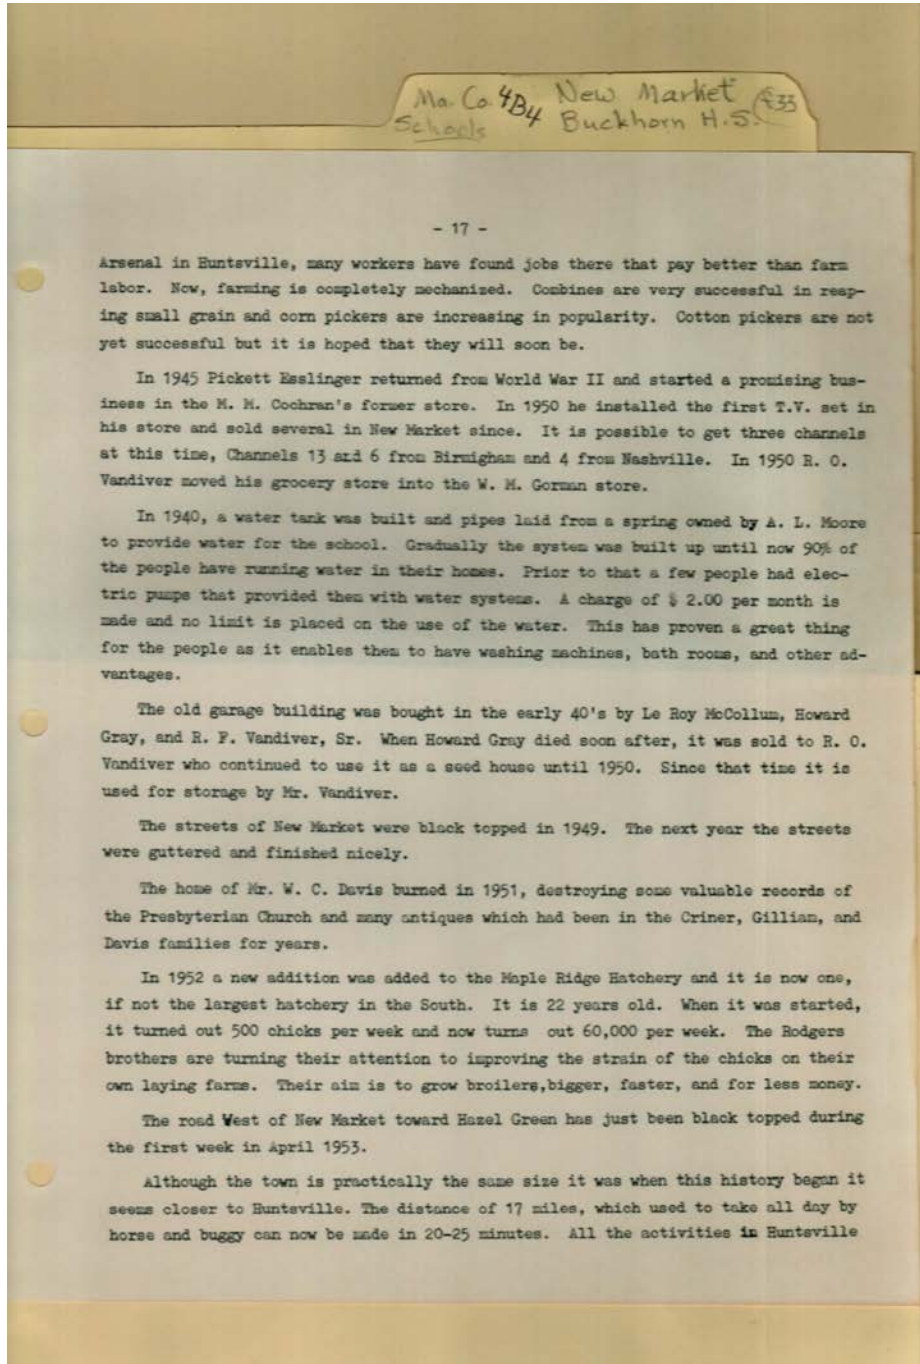 Ma. Co. 4B4 New Market
Schools Buckhorn H.S.
- 17 -
Arsenal in Huntsville, many workers have found jobs there that pay better than farm
labor. Now, farming is completely mechanized. Combines are very successful in reap-
ing small grain and corn pickers are increasing in popularity. Cotton pickers are not
yet successful but it is hoped that they will soon be.
In 1945 Pickett Esslinger returned from World War II and started a promising bus-
iness in the M. M. Cochran's former store. In 1950 he installed the first T.V. set in
his store and sold several in New Market since. It is possible to get three channels
at this time, Channels 13 and 6 from Birmigham and 4 from Nashville. In 1950 R. O.
Vandiver moved his grocery store into the W. M. Gorman store.
In 1940, a water tank was built and pipes laid from a spring owned by A. L. Moore
to provide water for the school. Gradually the system was built up until now 90% of
the people have running water in their homes. Prior to that a few people had elec-
tric pumps that provided them with water systems. A charge of $ 2.00 per month is
made and no limit is placed on the use of the water. This has proven a great thing
for the people as it enables them to have washing machines, bath rooms, and other ad-
vantages.
The old garage building was bought in the early 40's by Le Roy McCollum, Howard
Gray, and R. F. Vandiver, Sr. When Howard Gray died soon after, it was sold to R. O.
Vandiver who continued to use it as a seed house until 1950. Since that time it is
used for storage by Mr. Vandiver.
The streets of New Market were black topped in 1949. The next year the streets
were guttered and finished nicely.
The home of Mr. W. C. Davis burned in 1951, destroying some valuable records of
the Presbyterian Church and many antiques which had been in the Criner, Gilliam, and
Davis families for years.
In 1952 a new addition was added to the Maple Ridge Hatchery and it is now one,
if not the largest hatchery in the South. It is 22 years old. When it was started,
it turned out 500 chicks per week and now turns out 60,000 per week. The Rodgers
brothers are turning their attention to improving the strain of the chicks on their
own laying farms. Their aim is to grow broilers,bigger, faster, and for less money.
The road West of New Market toward Hazel Green has just been black topped during
the first week in April 1953.
Although the town is practically the same size it was when this history began it
seems closer to Huntsville. The distance of 17 miles, which used to take all day by
horse and buggy can now be made in 20-25 minutes. All the activities in Huntsville